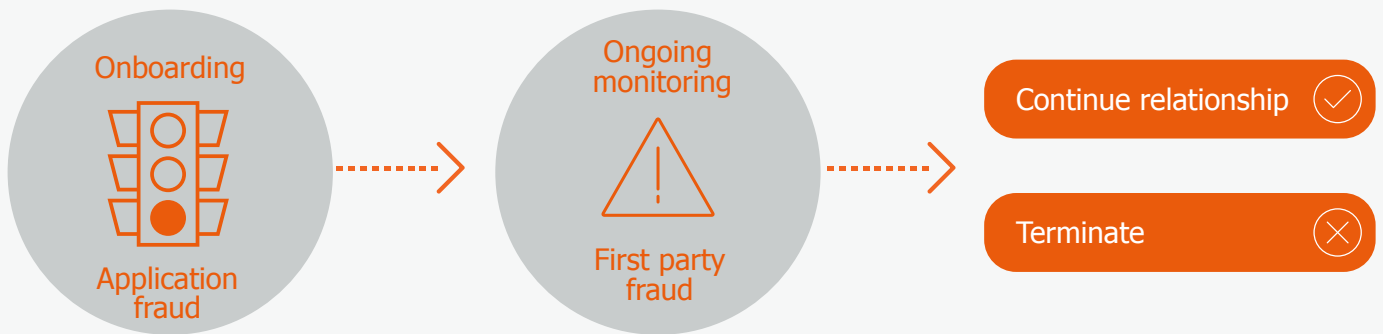 Onboarding
Application
fraud
Ongoing
monitoring
First party
fraud
Continue relationship
Terminate